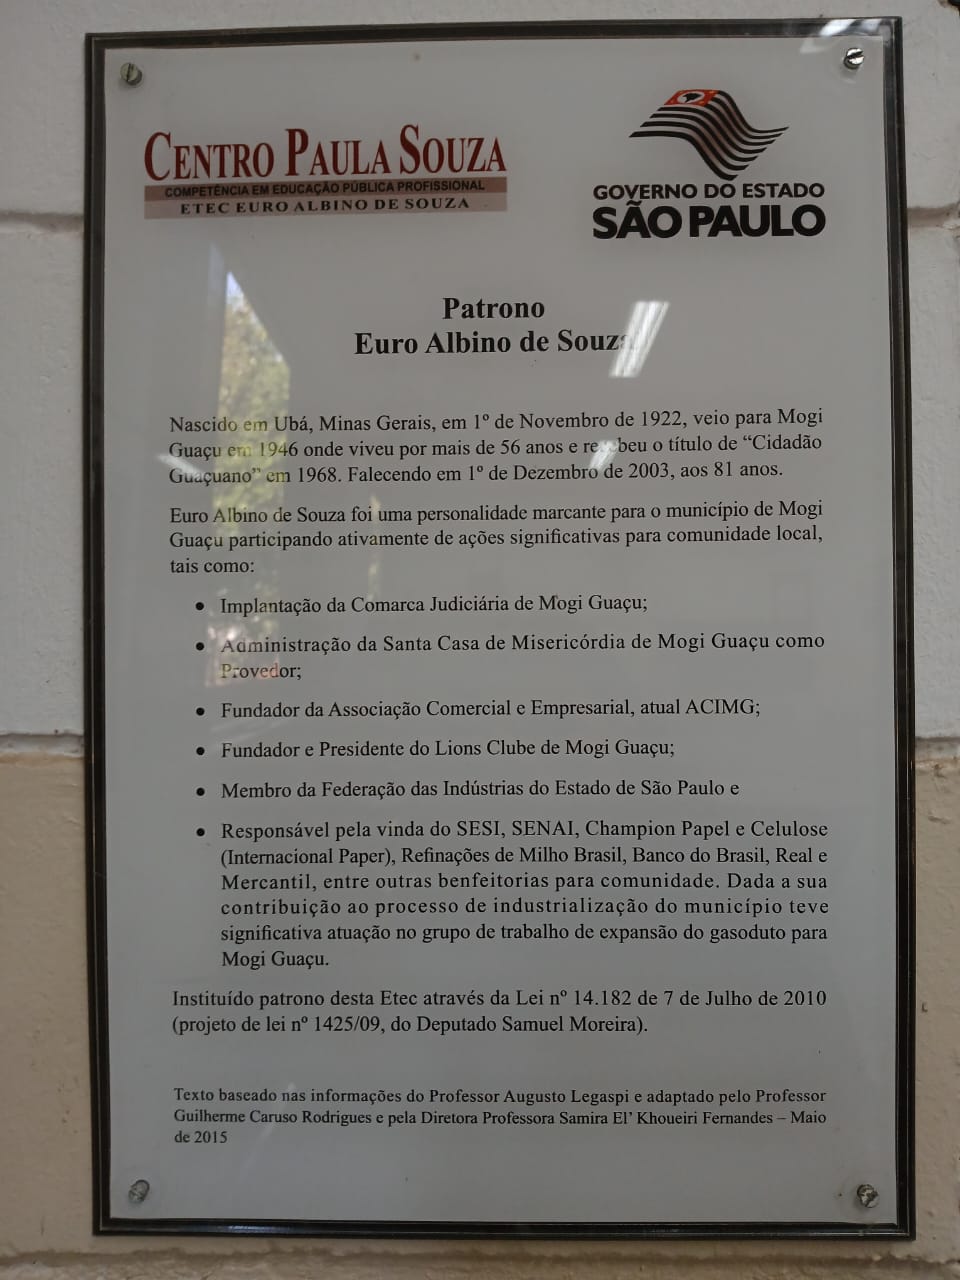 CENTRO PAULA SOUZA
COMPETÊNCIA EM EDUCAÇÃO PÚBLICA PROFISSIONAL
ETEC EURO ALBINO DE SOUZA
GOVERNO DO ESTADO
SÃO PAULO
Patrono
Euro Albino de Souza
Nascido em Ubá, Minas Gerais, em 1º de Novembro de 1922, veio para Mogi
Guaçu em 1946 onde viveu por mais de 56 anos e recebeu o título de “Cidadão
Guaçuano” em 1968. Falecendo em 1º de Dezembro de 2003, aos 81 anos.
Euro Albino de Souza foi uma personalidade marcante para o município de Mogi
Guaçu participando ativamente de ações significativas para comunidade local,
tais como:
• Implantação da Comarca Judiciária de Mogi Guaçu;
• Administração da Santa Casa de Misericórdia de Mogi Guaçu como
Provedor;
• Fundador da Associação Comercial e Empresarial, atual ACIMG;
• Fundador e Presidente do Lions Clube de Mogi Guaçu;
• Membro da Federação das Indústrias do Estado de São Paulo e
• Responsável pela vinda do SESI, SENAI, Champion Papel e Celulose
(Internacional Paper), Refinações de Milho Brasil, Banco do Brasil, Real e
Mercantil, entre outras benfeitorias para comunidade. Dada a sua
contribuição ao processo de industrialização do município teve
significativa atuação no grupo de trabalho de expansão do gasoduto para
Mogi Guaçu.
Instituído patrono desta Etec através da Lei nº 14.182 de 7 de Julho de 2010
(projeto de lei nº 1425/09, do Deputado Samuel Moreira).
Texto baseado nas informações do Professor Augusto Legaspi e adaptado pelo Professor
Guilherme Caruso Rodrigues e pela Diretora Professora Samira El’ Khoueiri Fernandes – Maio
de 2015